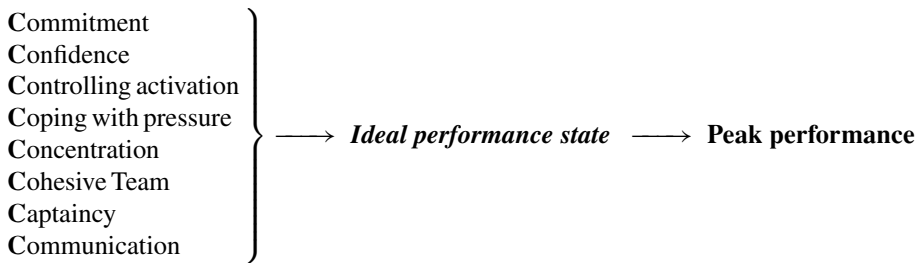 Commitment
Confidence
Controlling activation
Coping with pressure
Concentration
Cohesive Team
Captaincy
Communication
Ideal performance state
Peak performance